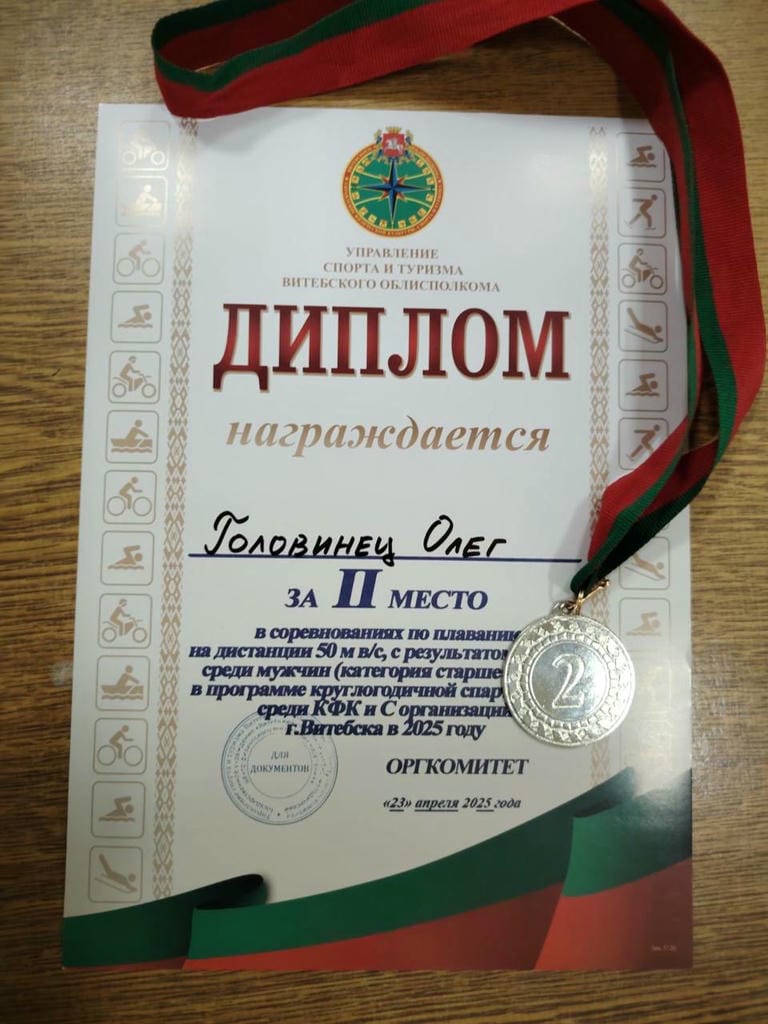 УПРАВЛЕНИЕ
СПОРТА И ТУРИЗМА
ВИТЕБСКОГО ОБЛИСПОЛКОМА
ДИПЛОМ
награждается
Головинец Олег
ЗА II МЕСТО
в соревнованиях по плаванию
на дистанции 50 м в/с, с результатом
среди мужчин (категория старше
в программе круглогодичной спар
среди КФК и С организаций
г.Витебска в 2025 году
ДЛЯ
ДОКУМЕНТОВ
ОРГКОМИТЕТ
«23» апреля 2025 года
2